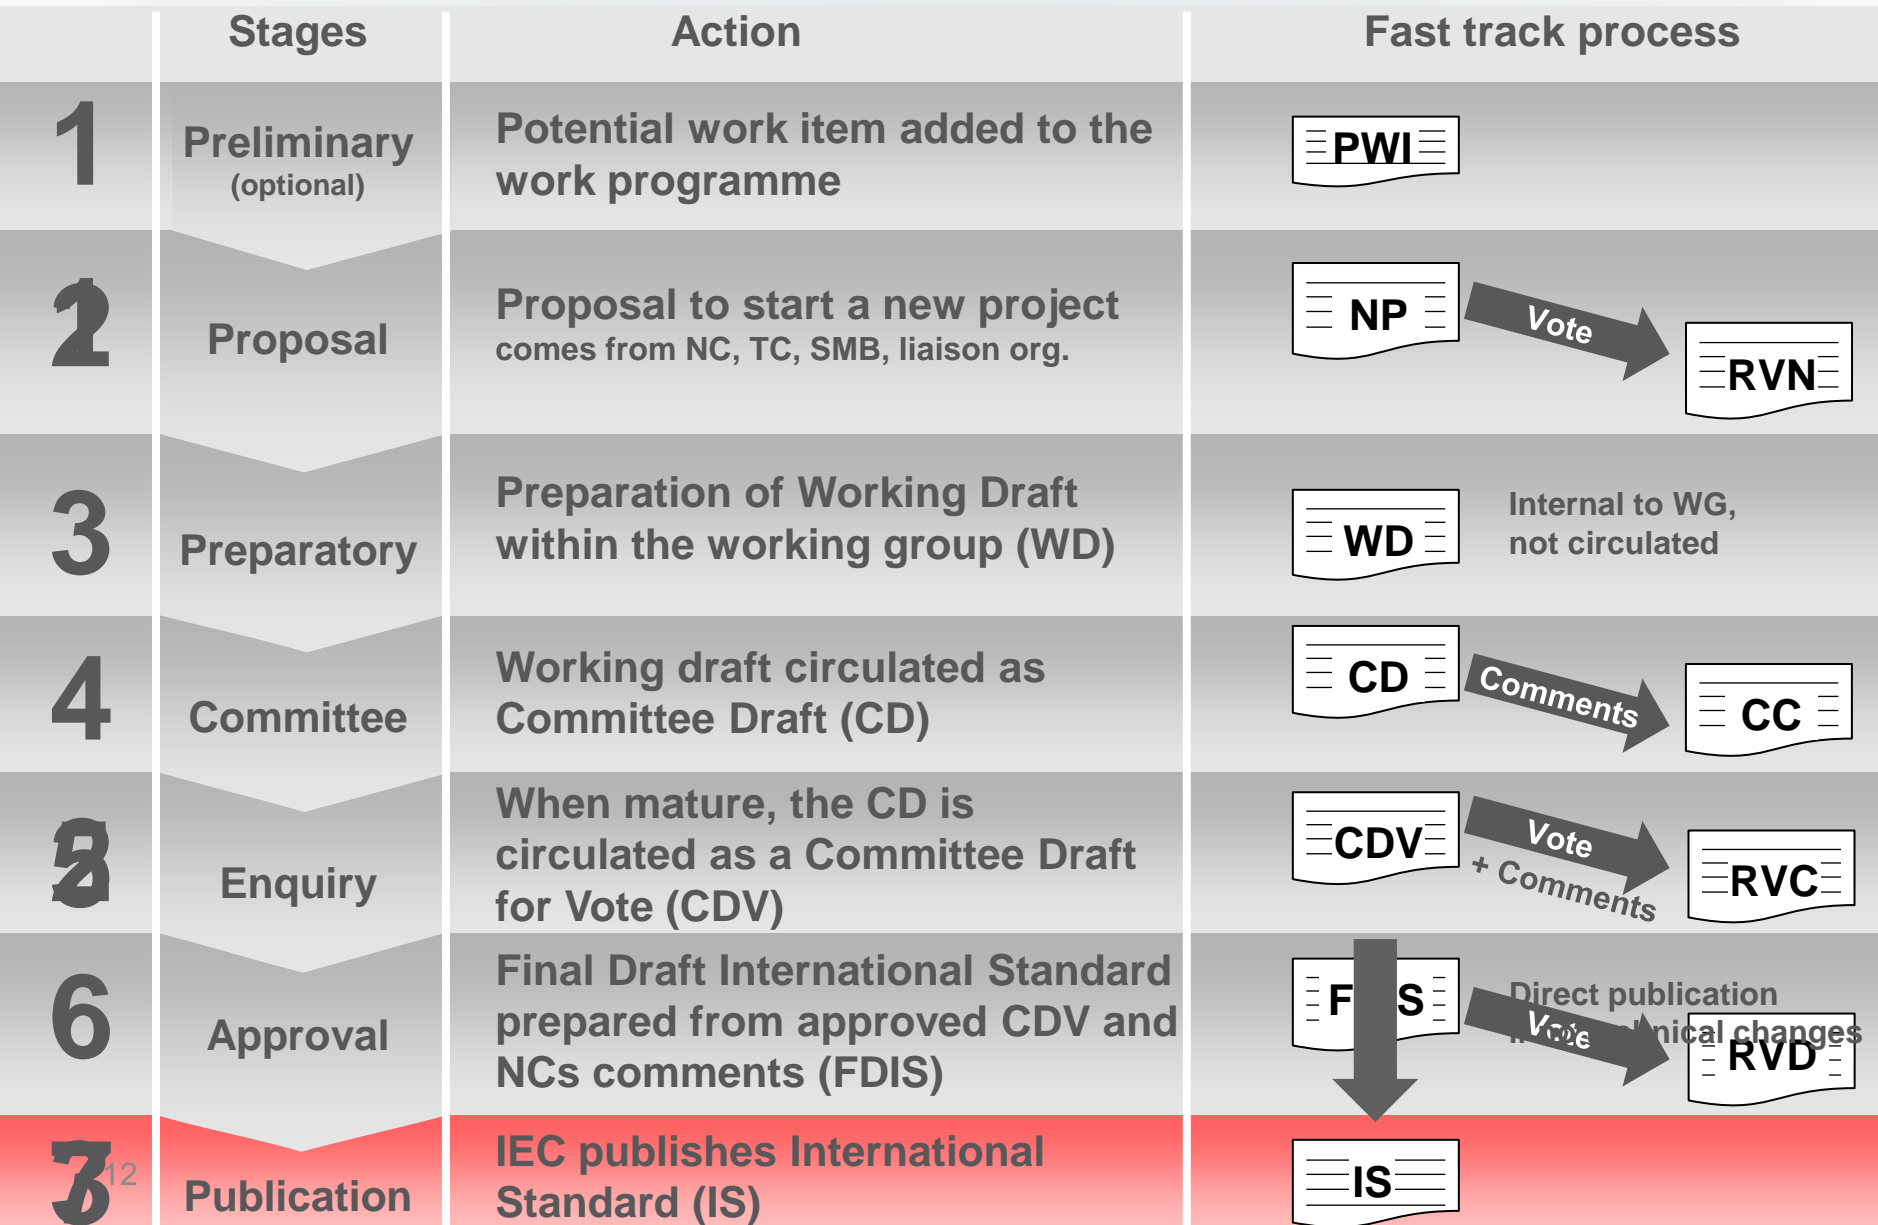 Stages Action Fast track process
1 Preliminary Potential work item added to the PWI
(optional) work programme
Proposal Proposal to start a new project NP Vote
comes from NC, TC, SMB, liaison org. RVN
3 Preparatory Preparation of Working Draft WD Internal to WG,
within the working group (WD) not circulated
4 Committee Working draft circulated as CD Comments
Committee Draft (CD) CC
When mature, the CD is CDV Vote
Enquiry circulated as a Committee Draft + Comments RVC
for Vote (CDV)
6 Approval Final Draft International Standard Direct publication
prepared from approved CDV and Vote changes
NCs comments (FDIS) RVD
12 Publication IEC publishes International IS
Standard (IS)